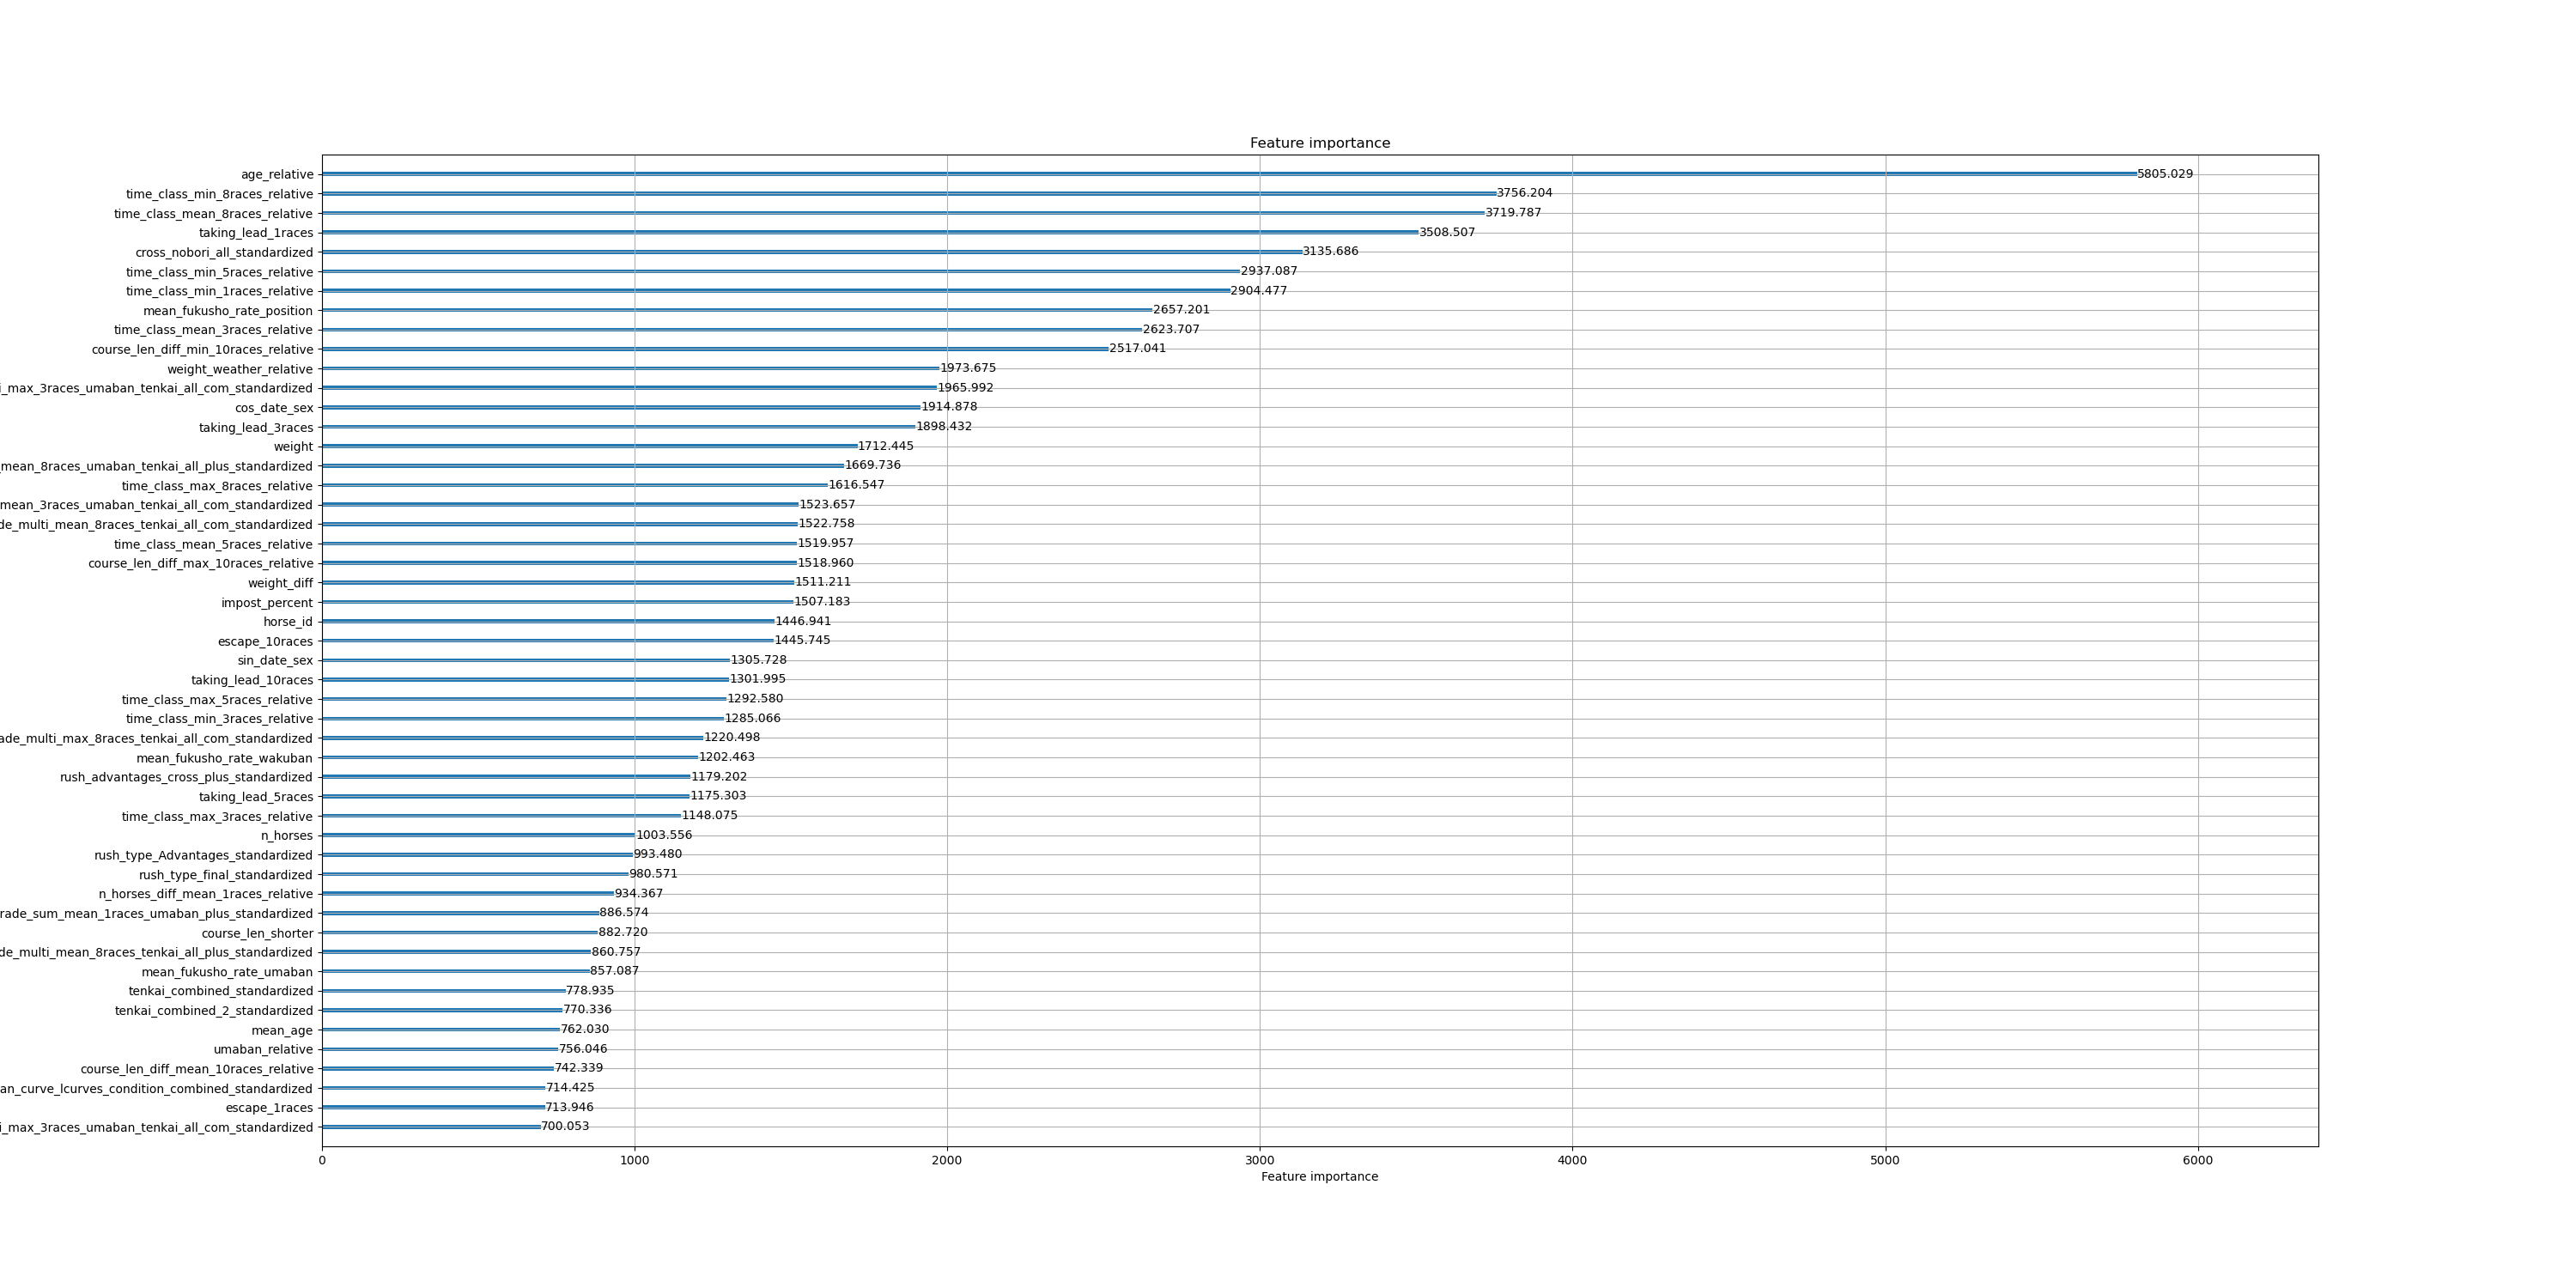 Feature importance
age_relative 5805.029
time_class_min_8races_relative 3756.204
time_class_mean_8races_relative 3719.787
taking_lead_1races 3508.507
cross_nobori_all_standardized 3135.686
time_class_min_5races_relative 2937.087
time_class_min_1races_relative 2904.477
mean_fukusho_rate_position 2657.201
time_class_mean_3races_relative 2623.707
course_len_diff_min_10races_relative 2517.041
weight_weather_relative 1973.675
i_max_3races_umaban_tenkai_all_com_standardized 1965.992
cos_date_sex 1914.878
taking_lead_3races 1898.432
weight 1712.445
_mean_8races_umaban_tenkai_all_plus_standardized 1669.736
time_class_max_8races_relative 1616.547
mean_3races_umaban_tenkai_all_com_standardized 1523.657
de_multi_mean_8races_tenkai_all_com_standardized 1522.758
time_class_mean_5races_relative 1519.957
course_len_diff_max_10races_relative 1518.960
weight_diff 1511.211
impost_percent 1507.183
horse_id 1446.941
escape_10races 1445.745
sin_date_sex 1305.728
taking_lead_10races 1301.995
time_class_max_5races_relative 1292.580
time_class_min_3races_relative 1285.066
ade_multi_max_8races_tenkai_all_com_standardized 1220.498
mean_fukusho_rate_wakuban 1202.463
rush_advantages_cross_plus_standardized 1179.202
taking_lead_5races 1175.303
time_class_max_3races_relative 1148.075
n_horses 1003.556
rush_type_Advantages_standardized 993.480
rush_type_final_standardized 980.571
n_horses_diff_mean_1races_relative 934.367
rade_sum_mean_1races_umaban_plus_standardized 886.574
course_len_shorter 882.720
de_multi_mean_8races_tenkai_all_plus_standardized 860.757
mean_fukusho_rate_umaban 857.087
tenkai_combined_standardized 778.935
tenkai_combined_2_standardized 770.336
mean_age 762.030
umaban_relative 756.046
course_len_diff_mean_10races_relative 742.339
an_curve_lcurves_condition_combined_standardized 714.425
escape_1races 713.946
i_max_3races_umaban_tenkai_all_com_standardized 700.053
0 1000 2000 3000 4000 5000 6000
Feature importance